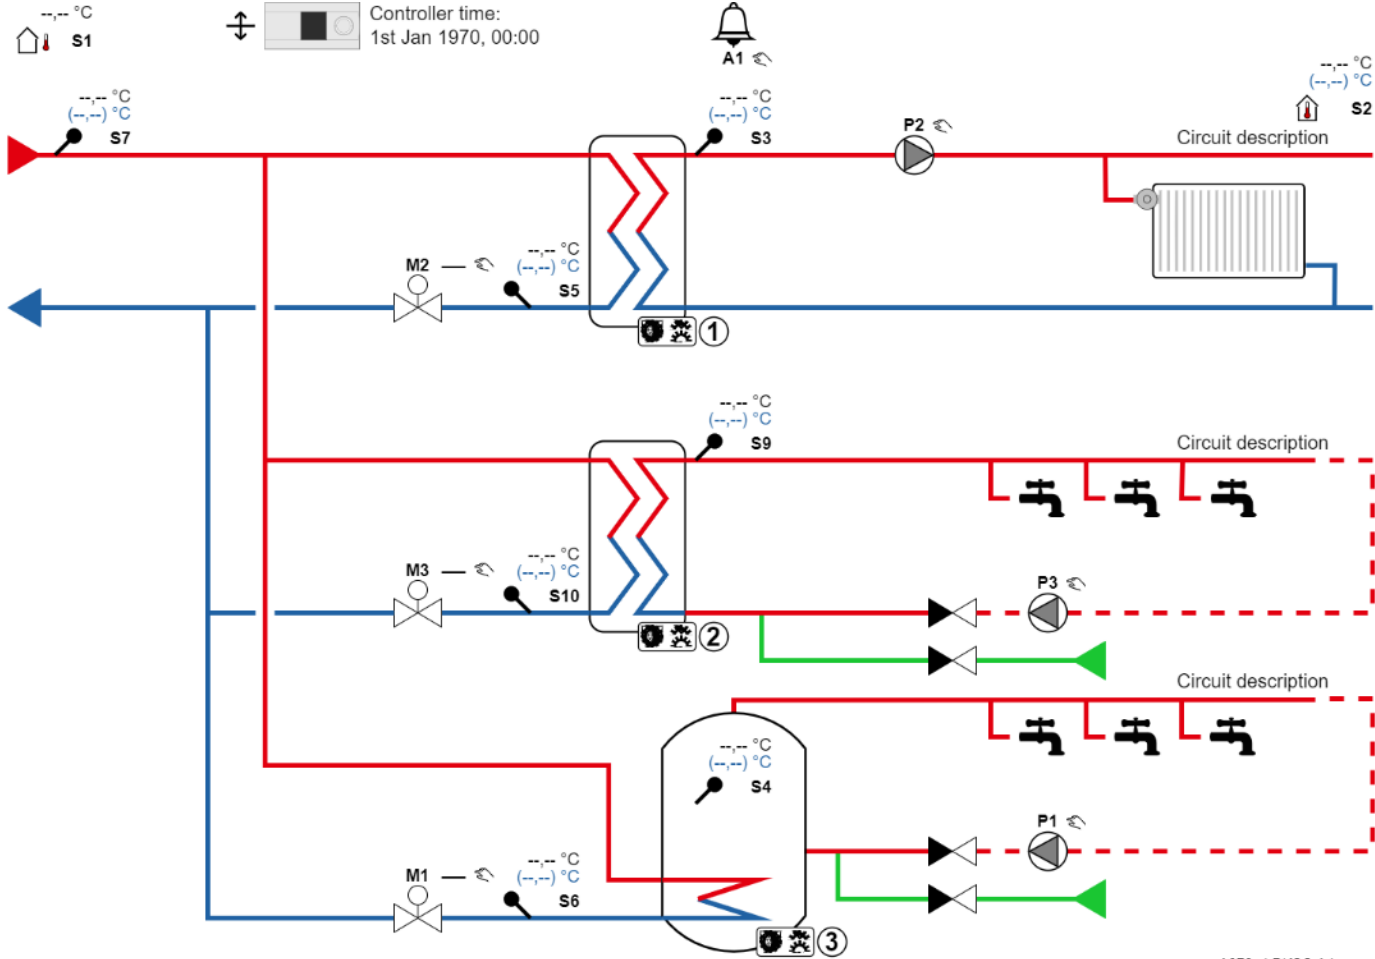 --,-- °C
S1
Controller time:
1st Jan 1970, 00:00
A1
--,-- °C
(--,--) °C
S2
--,-- °C
(--,--) °C
S7
--,-- °C
(--,--) °C
S3
P2
Circuit description
M2
--,-- °C
(--,--) °C
S5
1
--,-- °C
(--,--) °C
S9
Circuit description
M3
--,-- °C
(--,--) °C
S10
P3
2
Circuit description
--,-- °C
(--,--) °C
S4
P1
M1
--,-- °C
(--,--) °C
S6
3